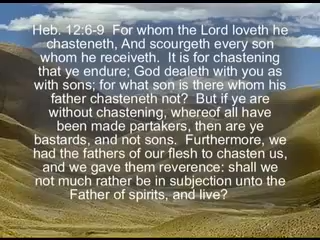 Heb. 12:6-9  For whom the Lord loveth he
chasteneth, And scourgeth every son
whom he receiveth.  It is for chastening
that ye endure; God dealeth with you as
with sons; for what son is there whom his
father chasteneth not?  But if ye are
without chastening, whereof all have
been made partakers, then are ye
bastards, and not sons.  Furthermore, we
had the fathers of our flesh to chasten us,
and we gave them reverence: shall we
not much rather be in subjection unto the
Father of spirits, and live?